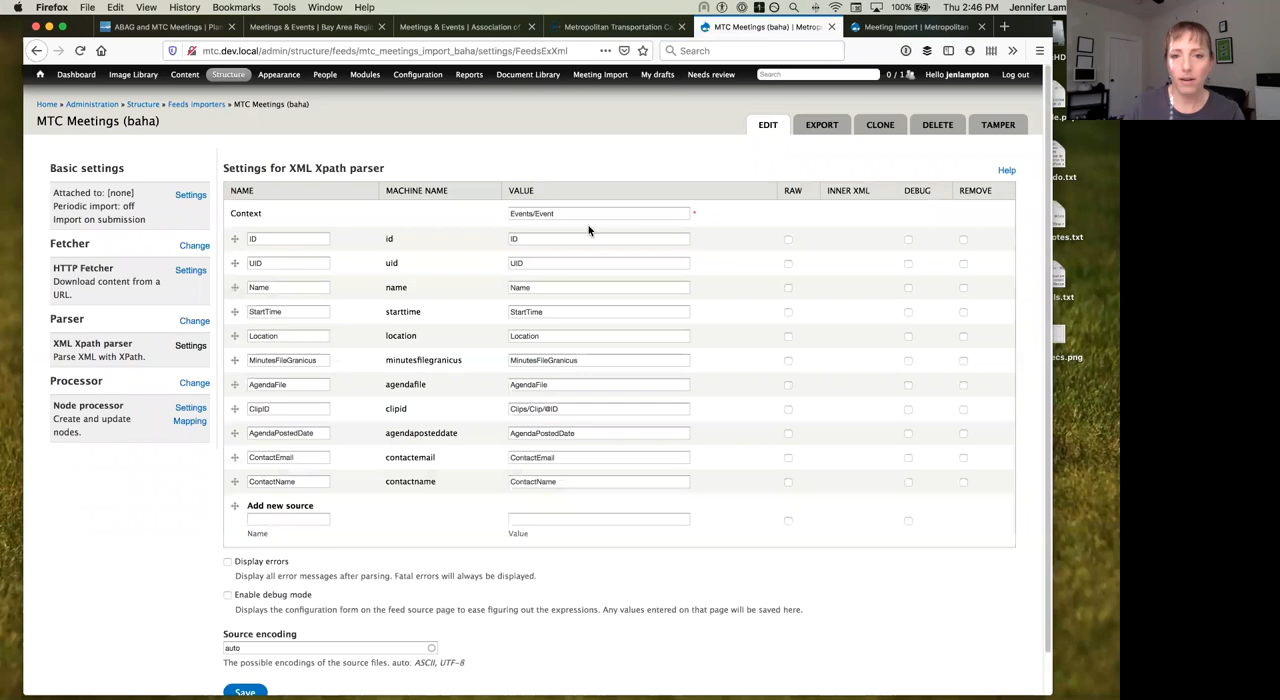 Firefox File Edit View History Bookmarks Tools Window Help 1 100% Thu 2:46 PM Jennifer Lam
ABAG and MTC Meetings | Plan Meetings & Events | Bay Area Regi Meetings & Events | Association of Metropolitan Transportation Co MTC Meetings (baha) | Metrop Meeting Import | Metropolitan
mtc.dev.local/admin/structure/feeds/mtc_meetings_import_baha/settings/FeedsExXml Search
Dashboard Image Library Content Structure Appearance People Modules Configuration Reports Document Library Meeting Import My drafts Needs review Search 0 / 1 Hello jenlampton Log out
Home » Administration » Structure » Feeds importers » MTC Meetings (baha)
MTC Meetings (baha)
EDIT EXPORT CLONE DELETE TAMPER
Basic settings
Attached to: [none]
Periodic import: off
Import on submission
Settings
Fetcher Change
HTTP Fetcher Settings
Download content from a
URL.
Parser Change
XML Xpath parser Settings
Parse XML with XPath.
Processor Change
Node processor Settings
Create and update Mapping
nodes.
Settings for XML Xpath parser Help
NAME MACHINE NAME VALUE RAW INNER XML DEBUG REMOVE
Context Events/Event *
ID id ID
UID uid UID
Name name Name
StartTime starttime StartTime
Location location Location
MinutesFileGranicus minutesfilegranicus MinutesFileGranicus
AgendaFile agendafile AgendaFile
ClipID clipid Clips/Clip/@ID
AgendaPostedDate agendaposteddate AgendaPostedDate
ContactEmail contactemail ContactEmail
ContactName contactname ContactName
Add new source
Name Value
Display errors
Display all error messages after parsing. Fatal errors will always be displayed.
Enable debug mode
Displays the configuration form on the feed source page to ease figuring out the expressions. Any values entered on that page will be saved here.
Source encoding
auto
The possible encodings of the source files. auto: ASCII, UTF-8
Save